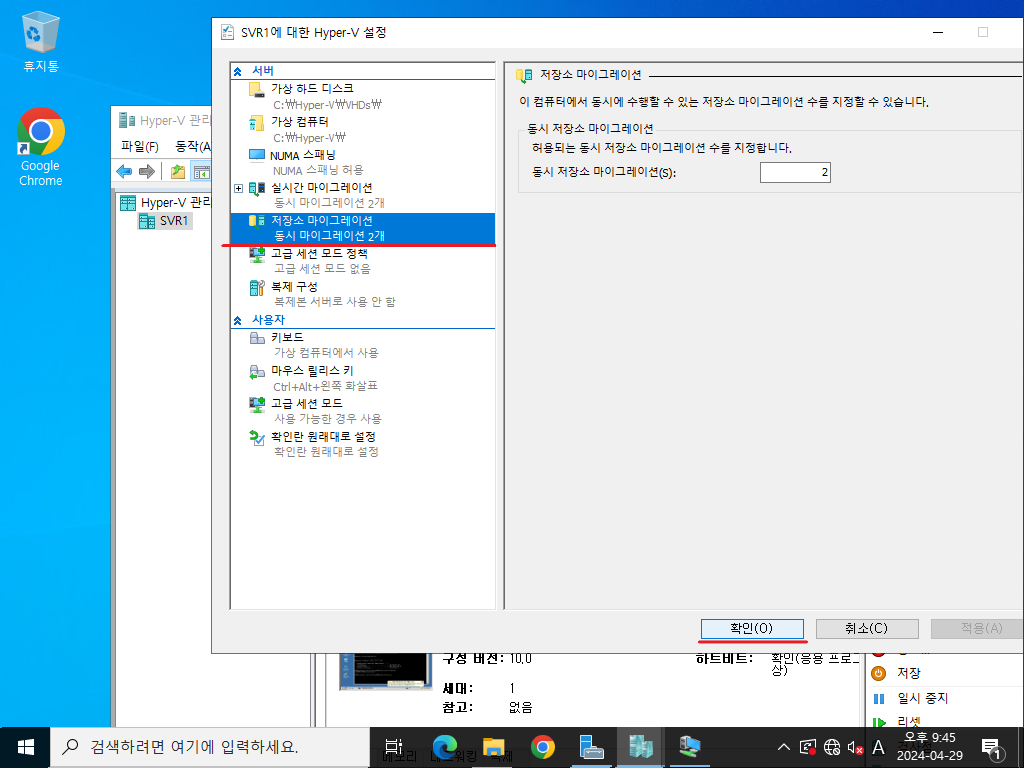 휴지통
Google
Chrome
SVR1에 대한 Hyper-V 설정
Hyper-V 관리
파일(F) 동작(A
Hyper-V 관리
SVR1
서버
가상 하드 디스크
C:₩Hyper-V₩VHDs₩
가상 컴퓨터
C:₩Hyper-V₩
NUMA 스패닝
NUMA 스패닝 허용
실시간 마이그레이션
동시 마이그레이션 2개
저장소 마이그레이션
동시 마이그레이션 2개
고급 세션 모드 정책
고급 세션 모드 없음
복제 구성
복제본 서버로 사용 안 함
사용자
키보드
가상 컴퓨터에서 사용
마우스 릴리스 키
Ctrl+Alt+왼쪽 화살표
고급 세션 모드
사용 가능한 경우 사용
확인란 원래대로 설정
확인란 원래대로 설정
저장소 마이그레이션
이 컴퓨터에서 동시에 수행할 수 있는 저장소 마이그레이션 수를 지정할 수 있습니다.
동시 저장소 마이그레이션
허용되는 동시 저장소 마이그레이션 수를 지정합니다.
동시 저장소 마이그레이션(S): 2
확인(O) 취소(C) 적용(A)
구성 버전: 10,0
하트비트: 확인(응용 프로그
상)
세대: 1
참고: 없음
저장
일시 중지
리셋
검색하려면 여기에 입력하세요.
A
오후 9:45
2024-04-29
1